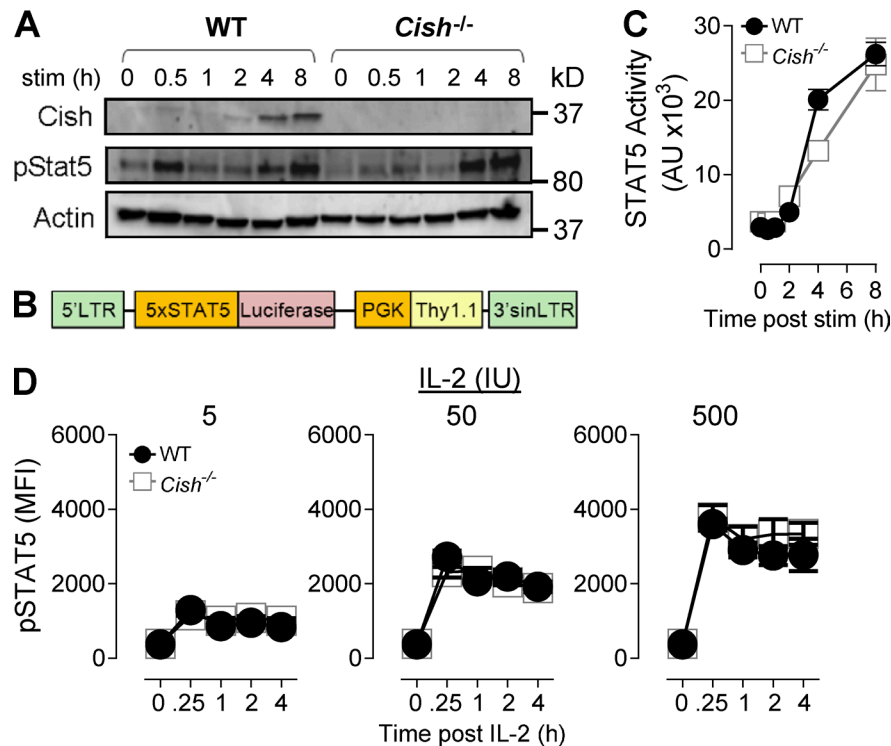 A
WT
Cish-/-
stim (h) 0 0.5 1 2 4 8 0 0.5 1 2 4 8 kD
Cish
37
pStat5
80
Actin
37
B
5'LTR 5xSTAT5 Luciferase PGK Thy1.1 3'sinLTR
C
WT
Cish-/-
STAT5 Activity
(AU x10³)
30
20
10
0
0 2 4 8
Time post stim (h)
D
IL-2 (IU)
5 50 500
WT
Cish-/-
pSTAT5 (MFI)
6000 6000 6000
4000 4000 4000
2000 2000 2000
0 0 0
0 .25 1 2 4 0 .25 1 2 4 0 .25 1 2 4
Time post IL-2 (h)